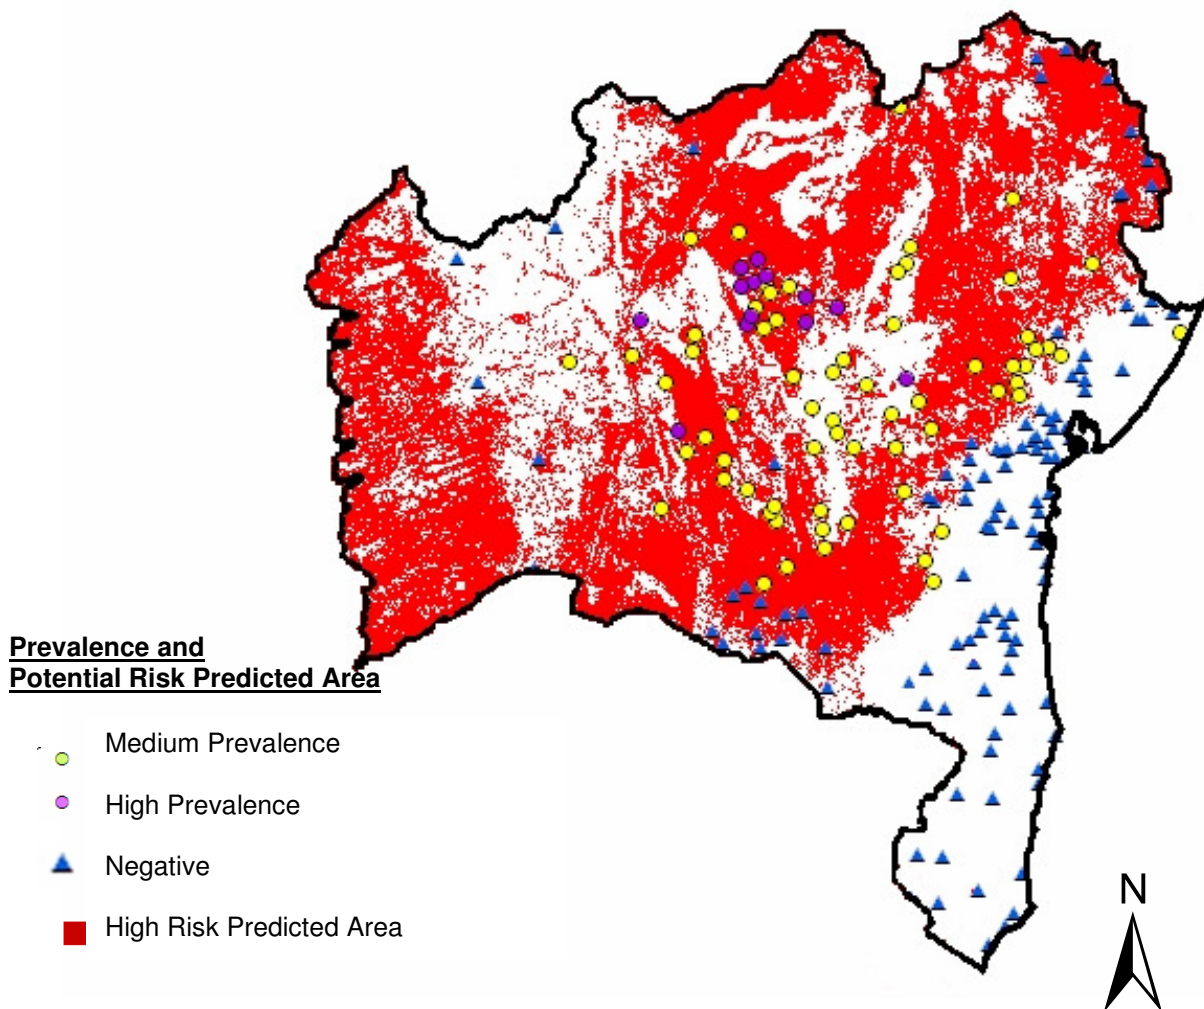 Prevalence and
Potential Risk Predicted Area
Medium Prevalence
High Prevalence
Negative
High Risk Predicted Area
N